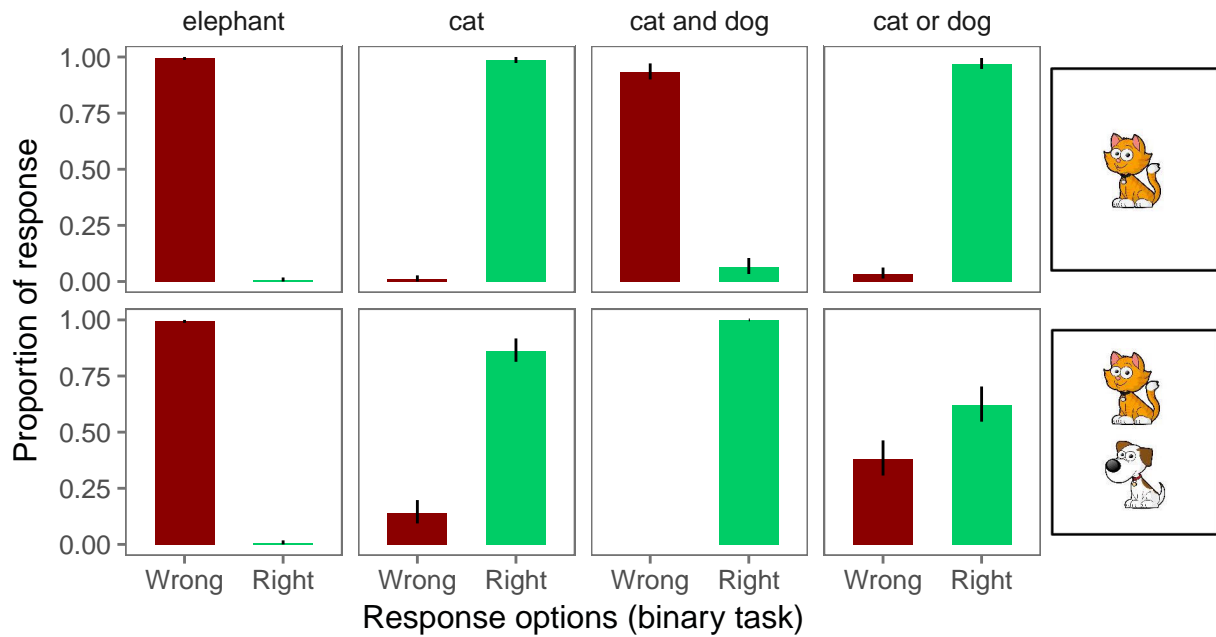 elephant cat cat and dog cat or dog
Proportion of response
1.00
0.75
0.50
0.25
0.00
1.00
0.75
0.50
0.25
0.00
Wrong Right Wrong Right Wrong Right Wrong Right
Response options (binary task)